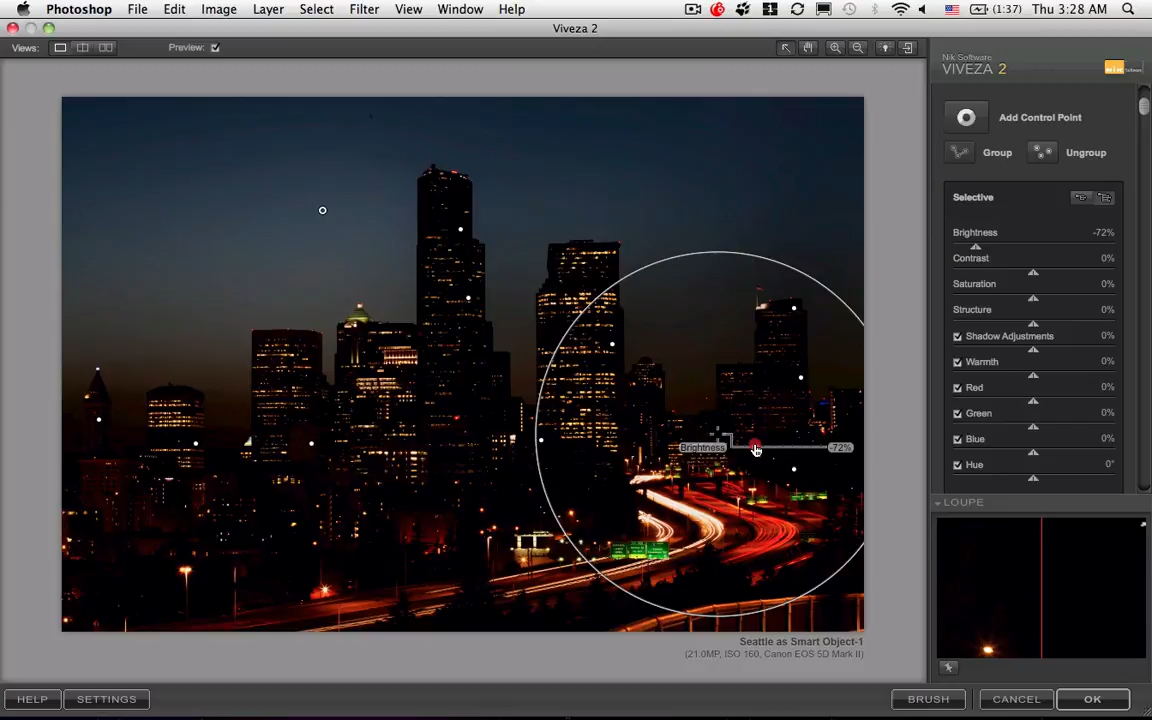 Photoshop File Edit Image Layer Select Filter View Window Help (1:37) Thu 3:28 AM
Viveza 2
Views: Preview:
Nik Software
VIVEZA 2
Add Control Point
Group Ungroup
Selective
Brightness -72%
Contrast 0%
Saturation 0%
Structure 0%
Shadow Adjustments 0%
Warmth 0%
Red 0%
Green 0%
Blue 0%
Hue 0°
Brightness -72%
LOUPE
Seattle as Smart Object-1
(21.0MP, ISO 160, Canon EOS 5D Mark II)
HELP SETTINGS BRUSH CANCEL OK